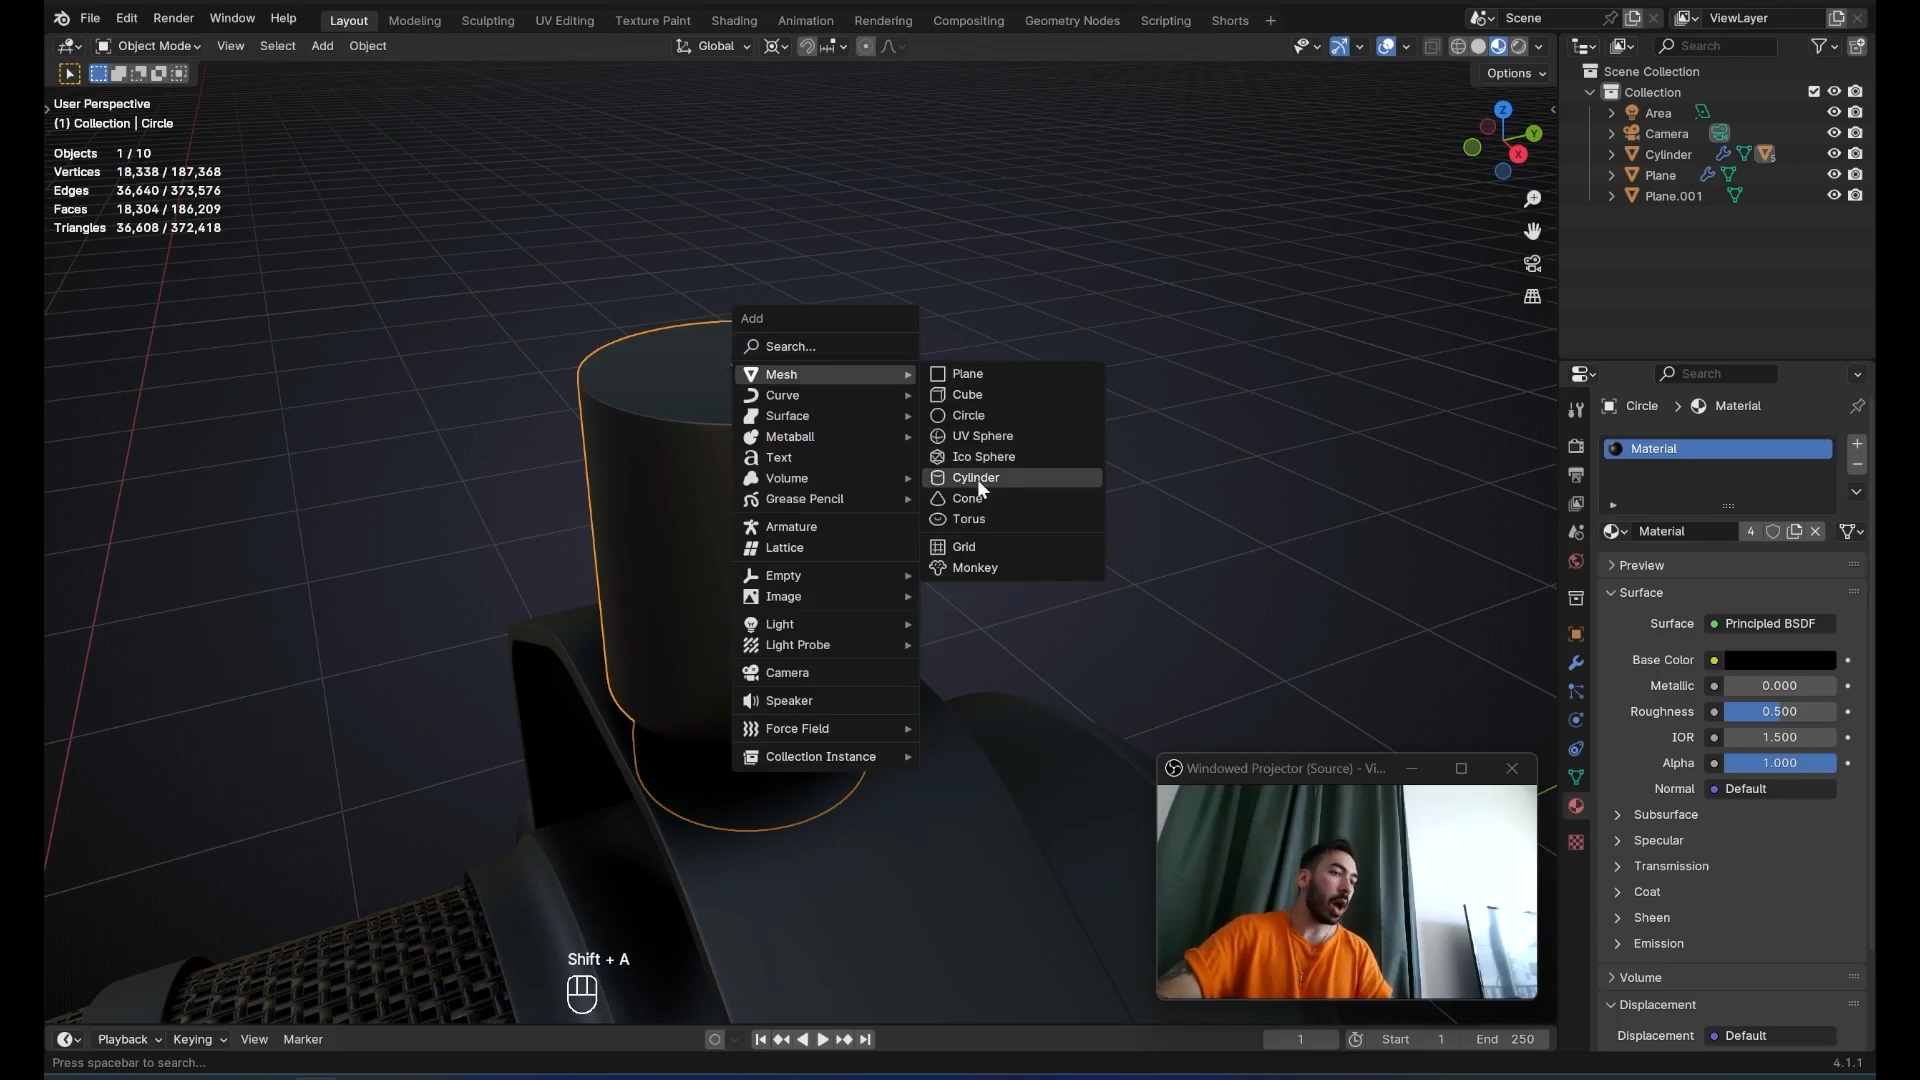 File Edit Render Window Help Layout Modeling Sculpting UV Editing Texture Paint Shading Animation Rendering Compositing Geometry Nodes Scripting Shorts + Scene ViewLayer
Object Mode View Select Add Object Global Search
Options
User Perspective
(1) Collection | Circle
Objects 1 / 10
Vertices 18,338 / 187,368
Edges 36,640 / 373,576
Faces 18,304 / 186,209
Triangles 36,608 / 372,418
Z
Y
X
Add
Search...
Mesh
Curve
Surface
Metaball
Text
Volume
Grease Pencil
Armature
Lattice
Empty
Image
Light
Light Probe
Camera
Speaker
Force Field
Collection Instance
Plane
Cube
Circle
UV Sphere
Ico Sphere
Cylinder
Cone
Torus
Grid
Monkey
Scene Collection
Collection
Area
Camera
Cylinder 5
Plane
Plane.001
Search
Circle > Material
Material
Material 4
Preview
Surface
Surface Principled BSDF
Base Color
Metallic 0.000
Roughness 0.500
IOR 1.500
Alpha 1.000
Normal Default
Subsurface
Specular
Transmission
Coat
Sheen
Emission
Volume
Displacement
Displacement Default
Windowed Projector (Source) - Vi...
Shift + A
Playback Keying View Marker 1 Start 1 End 250
Press spacebar to search... 4.1.1